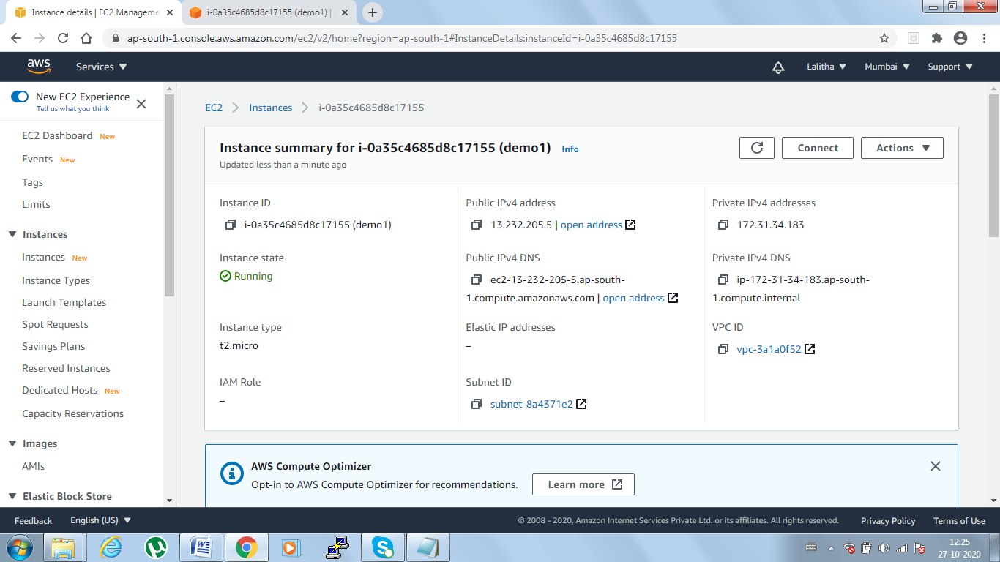 Instance details | EC2 Manageme
i-0a35c4685d8c17155 (demo1) |
ap-south-1.console.aws.amazon.com/ec2/v2/home?region=ap-south-1#InstanceDetails:instanceId=i-0a35c4685d8c17155
aws
Services
Lalitha
Mumbai
Support
New EC2 Experience
Tell us what you think
EC2 Dashboard New
Events New
Tags
Limits
Instances
Instances New
Instance Types
Launch Templates
Spot Requests
Savings Plans
Reserved Instances
Dedicated Hosts New
Capacity Reservations
Images
AMIs
Elastic Block Store
EC2 > Instances > i-0a35c4685d8c17155
Instance summary for i-0a35c4685d8c17155 (demo1) Info
Updated less than a minute ago
Connect
Actions
Instance ID
i-0a35c4685d8c17155 (demo1)
Instance state
Running
Instance type
t2.micro
IAM Role
–
Public IPv4 address
13.232.205.5 | open address
Public IPv4 DNS
ec2-13-232-205-5.ap-south-
1.compute.amazonaws.com | open address
Elastic IP addresses
–
Subnet ID
subnet-8a4371e2
Private IPv4 addresses
172.31.34.183
Private IPv4 DNS
ip-172-31-34-183.ap-south-
1.compute.internal
VPC ID
vpc-3a1a0f52
AWS Compute Optimizer
Opt-in to AWS Compute Optimizer for recommendations.
Learn more
Feedback
English (US)
© 2008 - 2020, Amazon Internet Services Private Ltd. or its affiliates. All rights reserved.
Privacy Policy
Terms of Use
12:25
27-10-2020